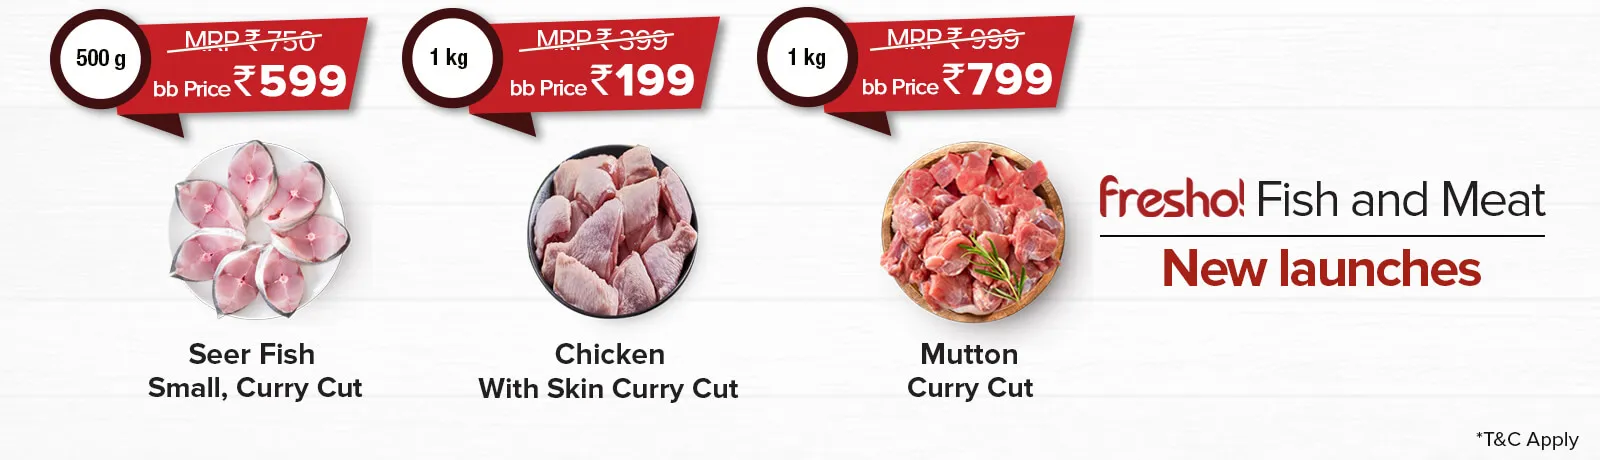 500 g
MRP ₹ 750
bb Price ₹599
1 kg
MRP ₹ 399
bb Price ₹199
1 kg
MRP ₹ 999
bb Price ₹799
Seer Fish
Small, Curry Cut
Chicken
With Skin Curry Cut
Mutton
Curry Cut
fresho! Fish and Meat
New launches
*T&C Apply